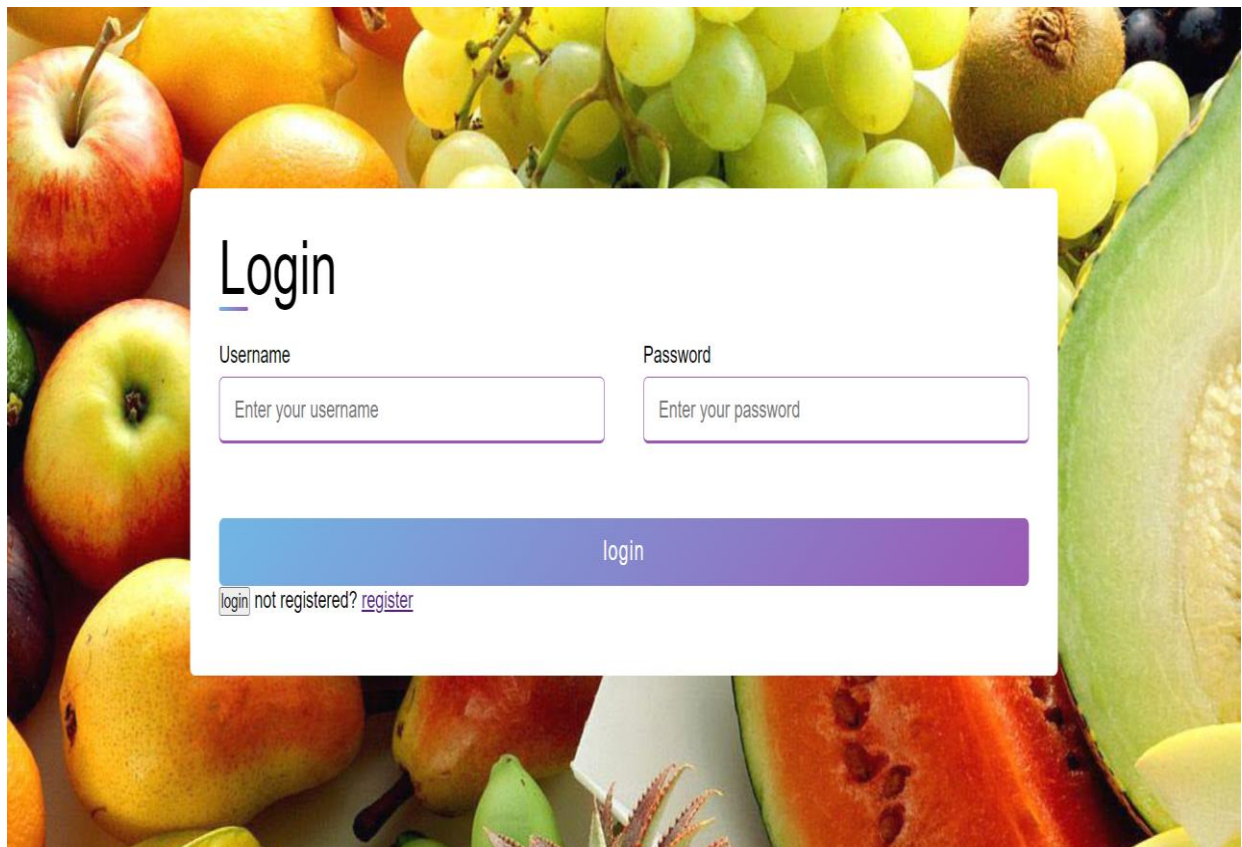 Login
Username Password
Enter your username Enter your password
login
login not registered? register